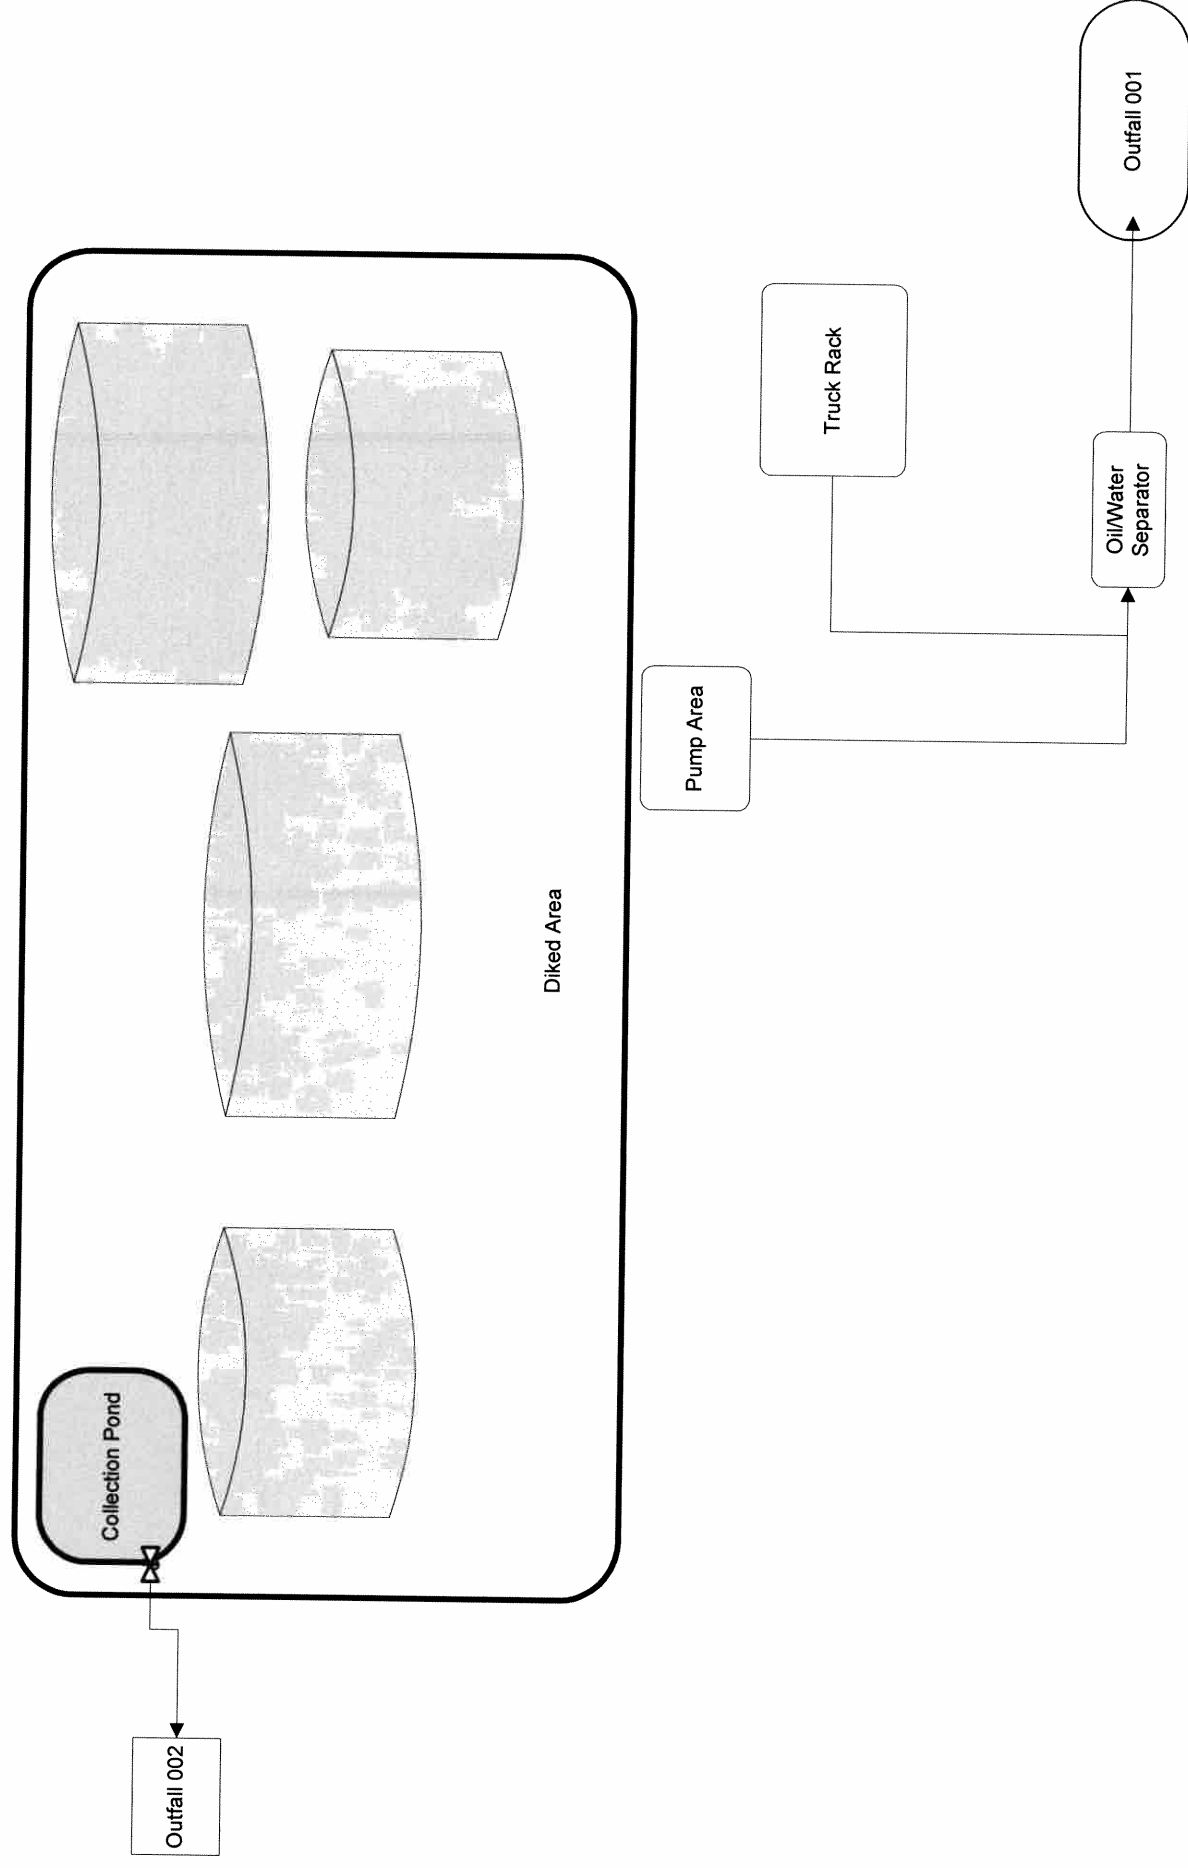 Outfall 002
Collection Pond
Diked Area
Pump Area
Truck Rack
Oil/Water
Separator
Outfall 001